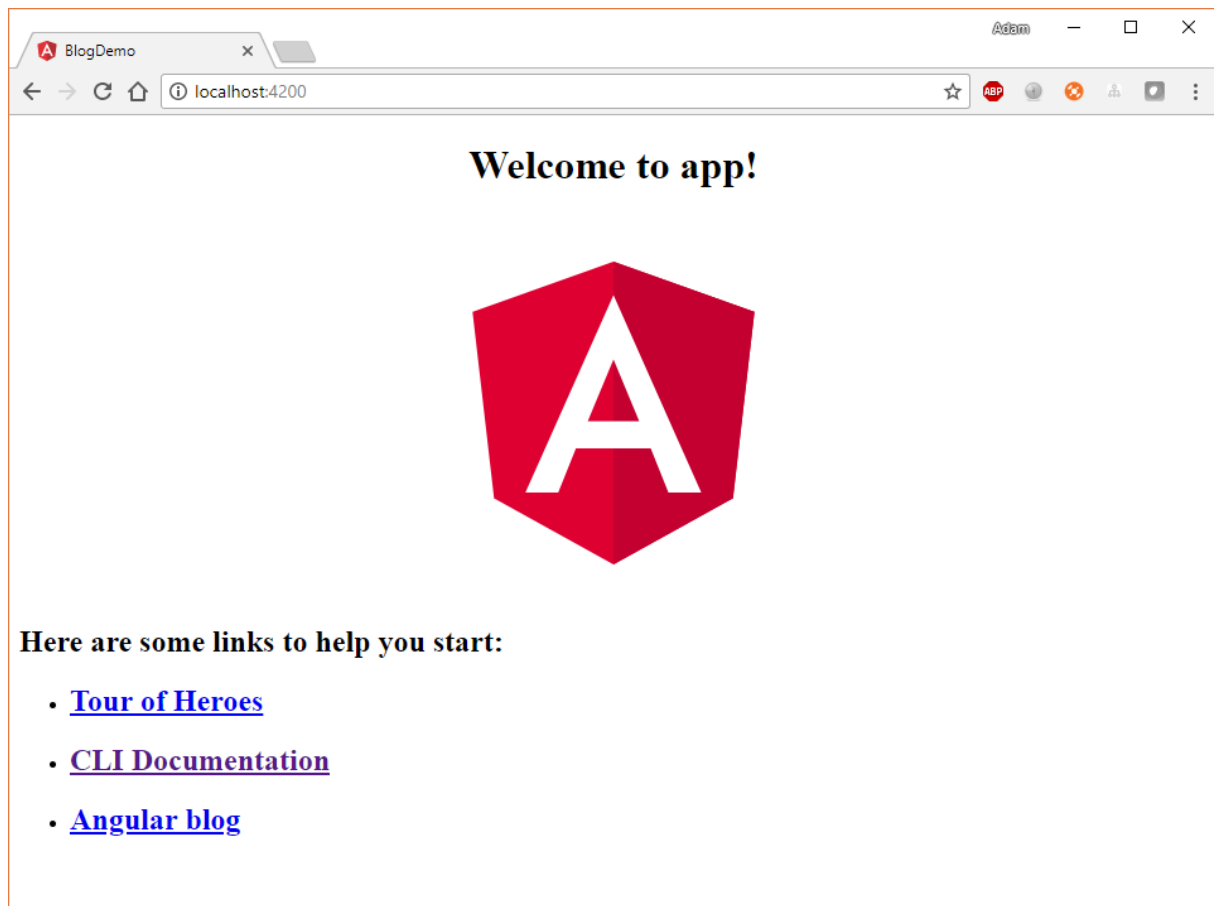 Adam
BlogDemo
localhost:4200
ABP
Welcome to app!
A
Here are some links to help you start:
Tour of Heroes
CLI Documentation
Angular blog